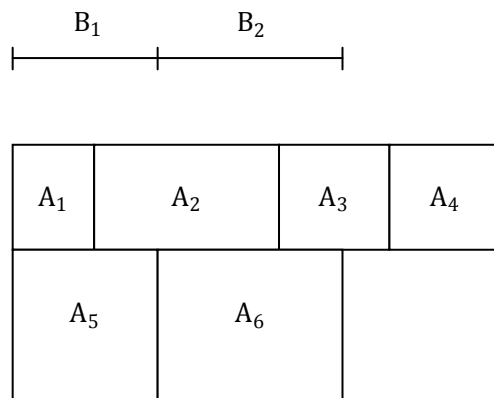 B₁ B₂
A₁ A₂ A₃ A₄
A₅ A₆